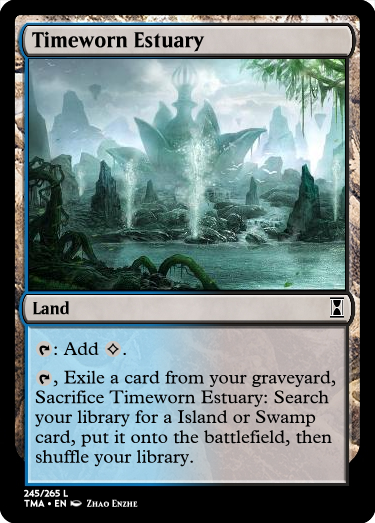 Timeworn Estuary
Land
: Add .
, Exile a card from your graveyard,
Sacrifice Timeworn Estuary: Search
your library for a Island or Swamp
card, put it onto the battlefield, then
shuffle your library.
245/265 L
TMA • EN Zhao Enzhe